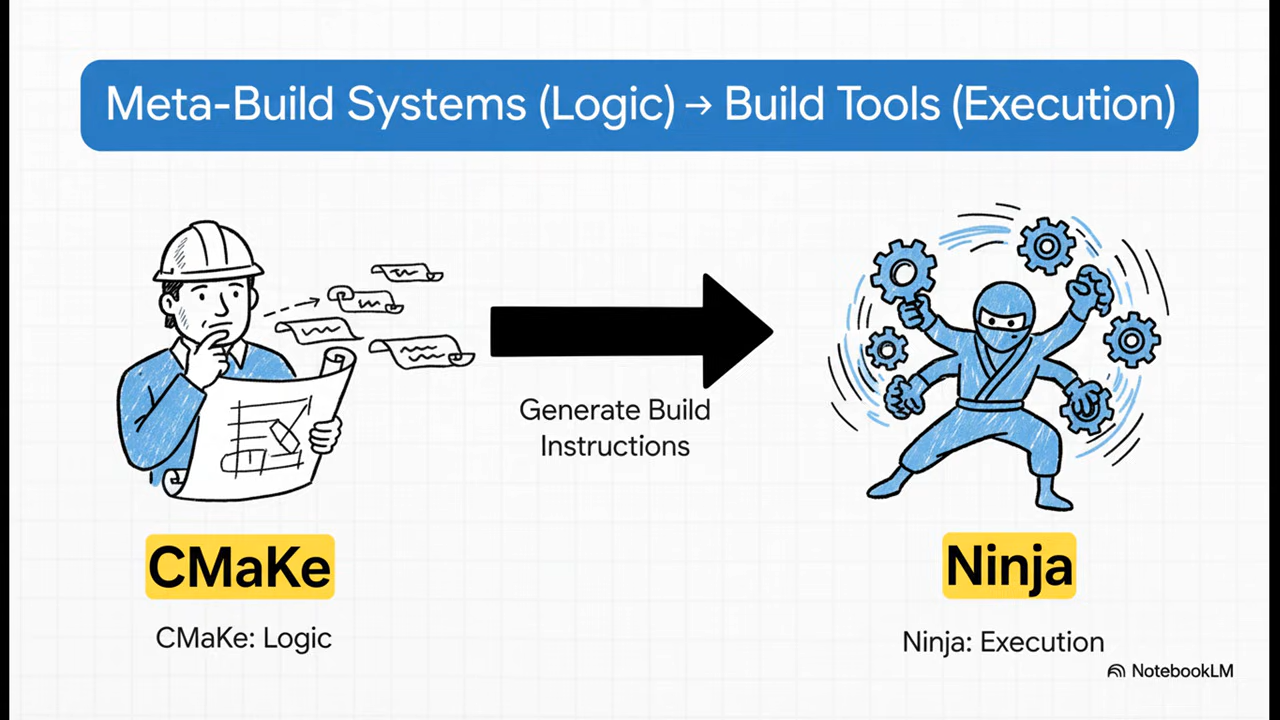 Meta-Build Systems (Logic) → Build Tools (Execution)
Generate Build
Instructions
CMaKe
Ninja
CMaKe: Logic
Ninja: Execution
NotebookLM